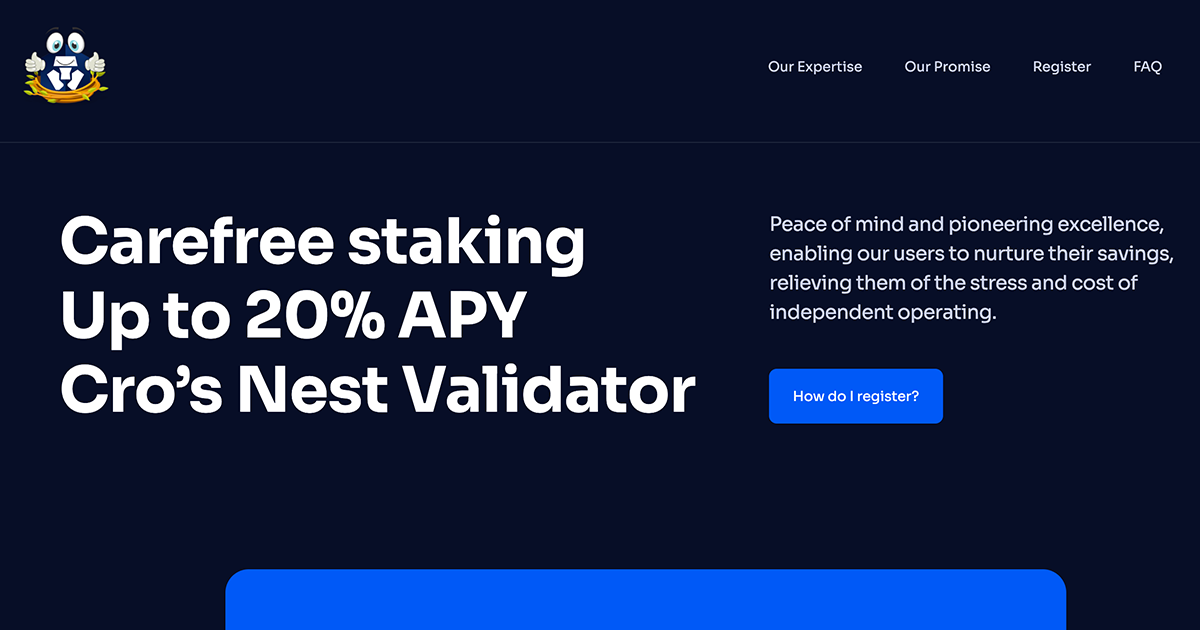 Our Expertise
Our Promise
Register
FAQ
Carefree staking
Up to 20% APY
Cro’s Nest Validator
Peace of mind and pioneering excellence,
enabling our users to nurture their savings,
relieving them of the stress and cost of
independent operating.
How do I register?